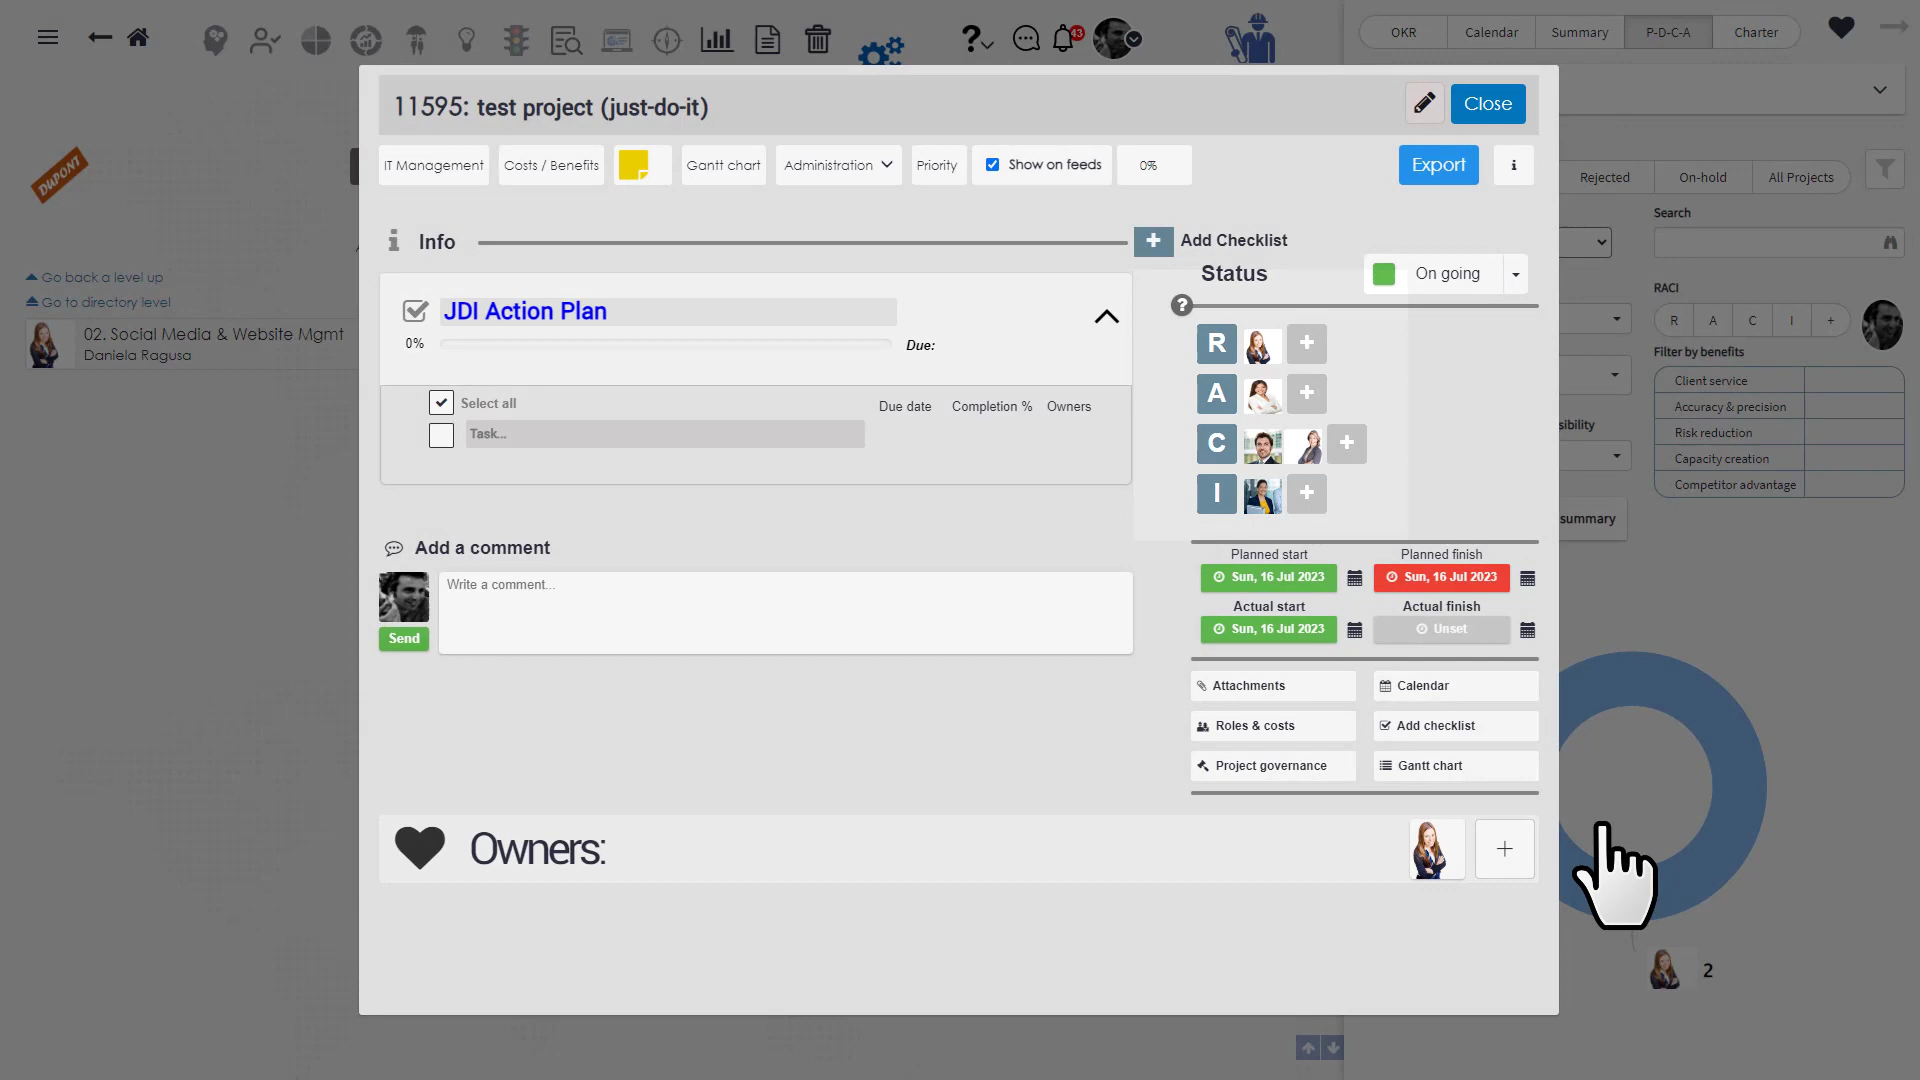 43
OKR
Calendar
Summary
P-D-C-A
Charter
11595: test project (just-do-it)
Close
IT Management
Costs / Benefits
Gantt chart
Administration
Priority
Show on feeds
0%
Export
i
DUPONT
Rejected
On-hold
All Projects
Search
Info
Add Checklist
Status
On going
Go back a level up
Go to directory level
02. Social Media & Website Mgmt
Daniela Ragusa
JDI Action Plan
0%
Due:
Select all
Due date
Completion %
Owners
Task...
?
R
A
C
I
RACI
R
A
C
I
+
Filter by benefits
Client service
Accuracy & precision
Risk reduction
Capacity creation
Competitor advantage
sibility
summary
Add a comment
Write a comment...
Send
Planned start
Planned finish
Sun, 16 Jul 2023
Sun, 16 Jul 2023
Actual start
Actual finish
Sun, 16 Jul 2023
Unset
Attachments
Calendar
Roles & costs
Add checklist
Project governance
Gantt chart
Owners:
2